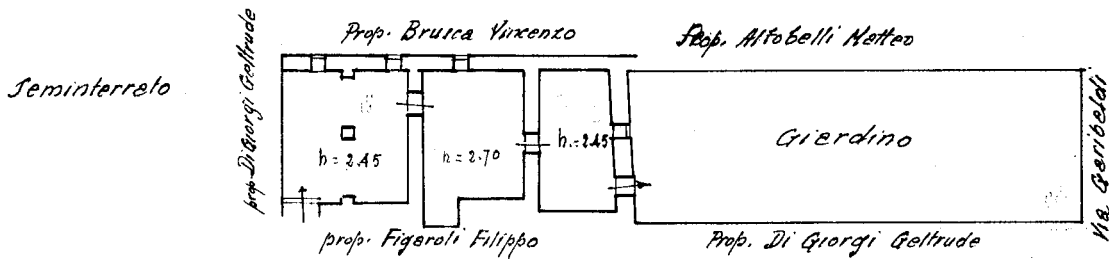 Prop. Brusca Vincenzo
Prop. Altobelli Matteo
Seminterrato
prop. Di Giorgi Geltrude
h = 2.45
h = 2.70
h. = 2.45
Giardino
Via Garibaldi
prop. Figaroli Filippo
Prop. Di Giorgi Geltrude